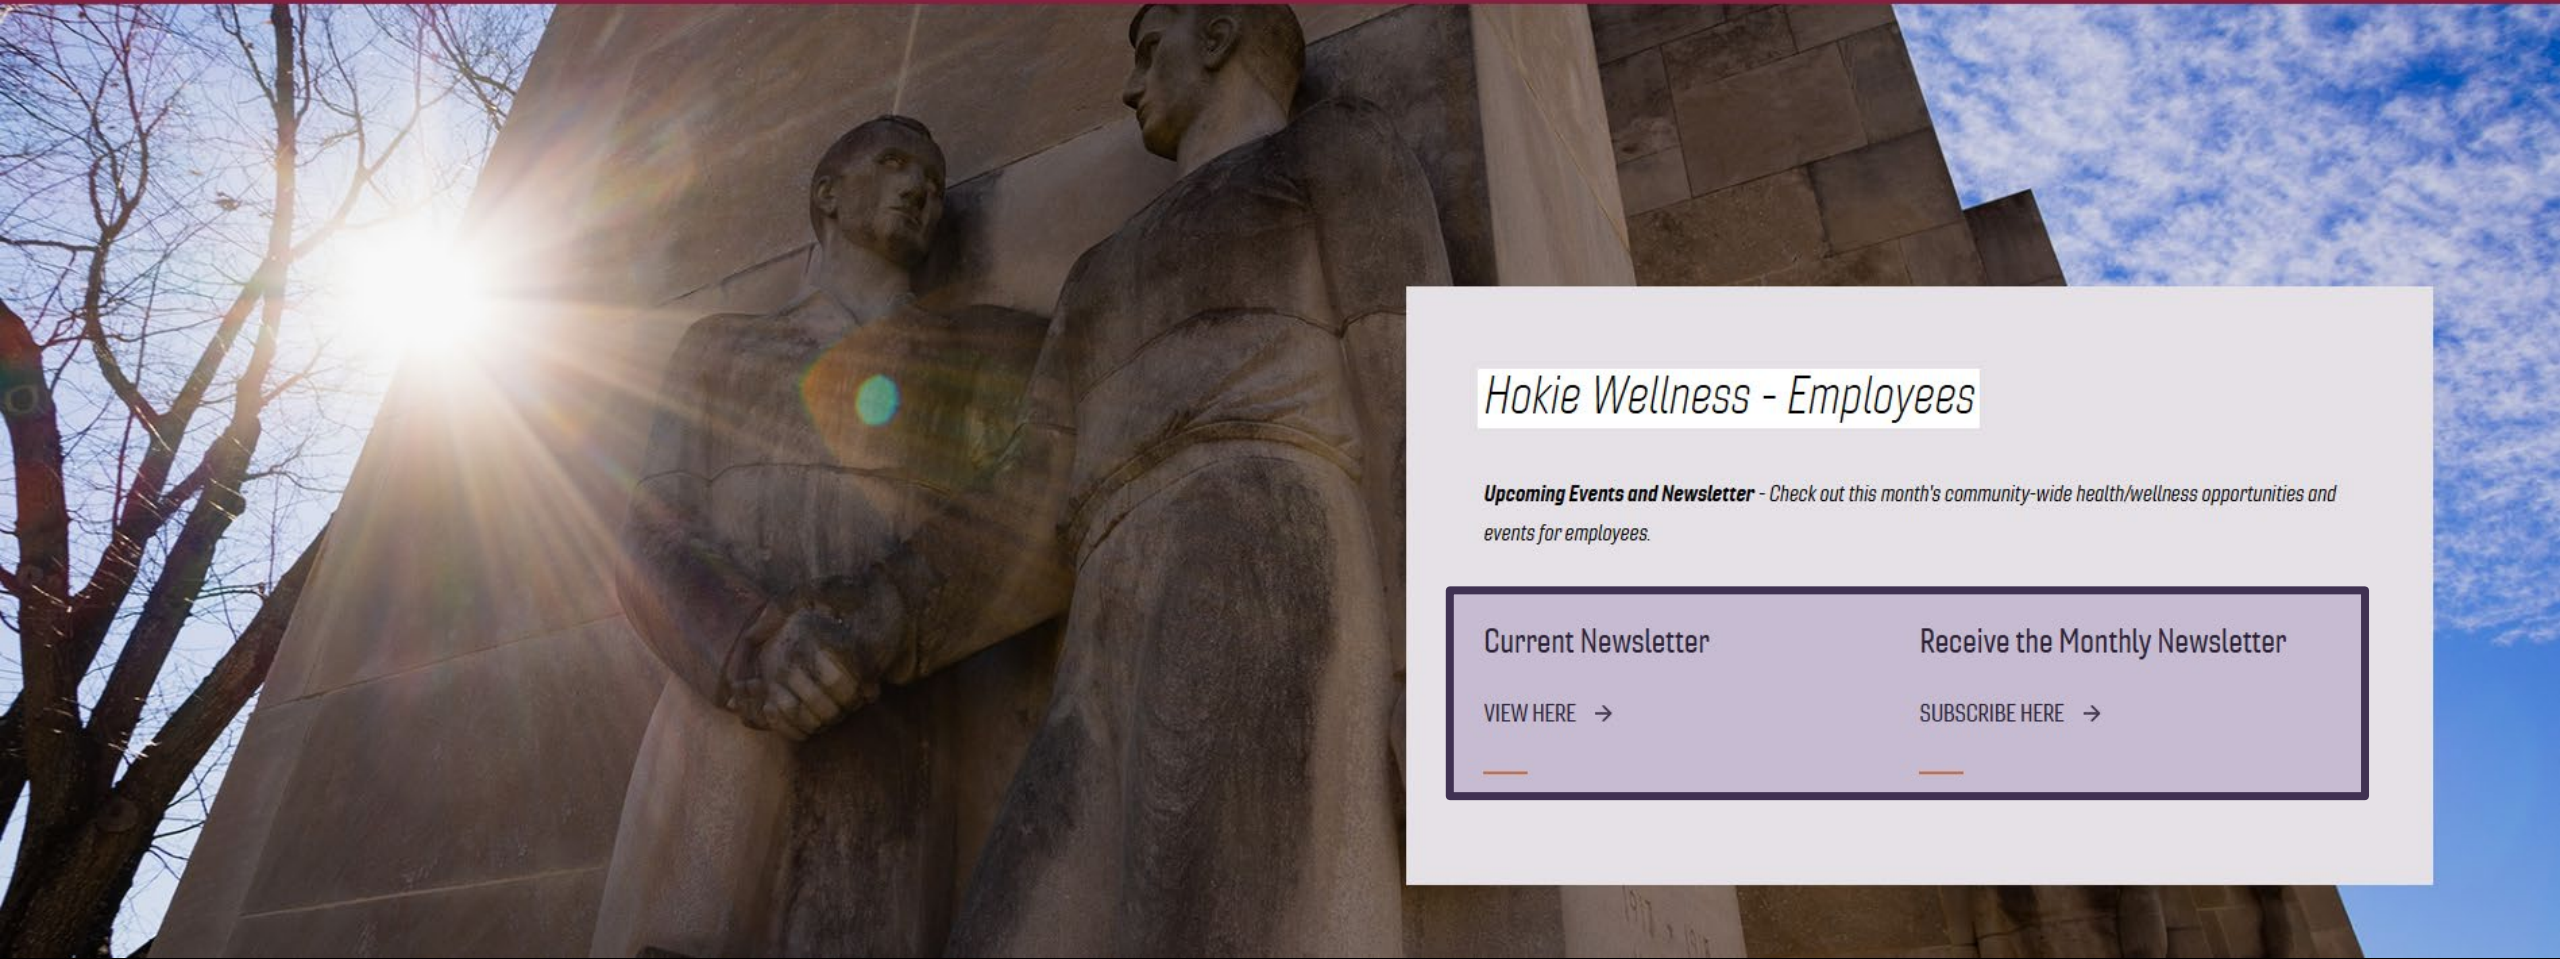 Hokie Wellness - Employees
Upcoming Events and Newsletter - Check out this month's community-wide health/wellness opportunities and
events for employees.
Current Newsletter
Receive the Monthly Newsletter
VIEW HERE →
SUBSCRIBE HERE →